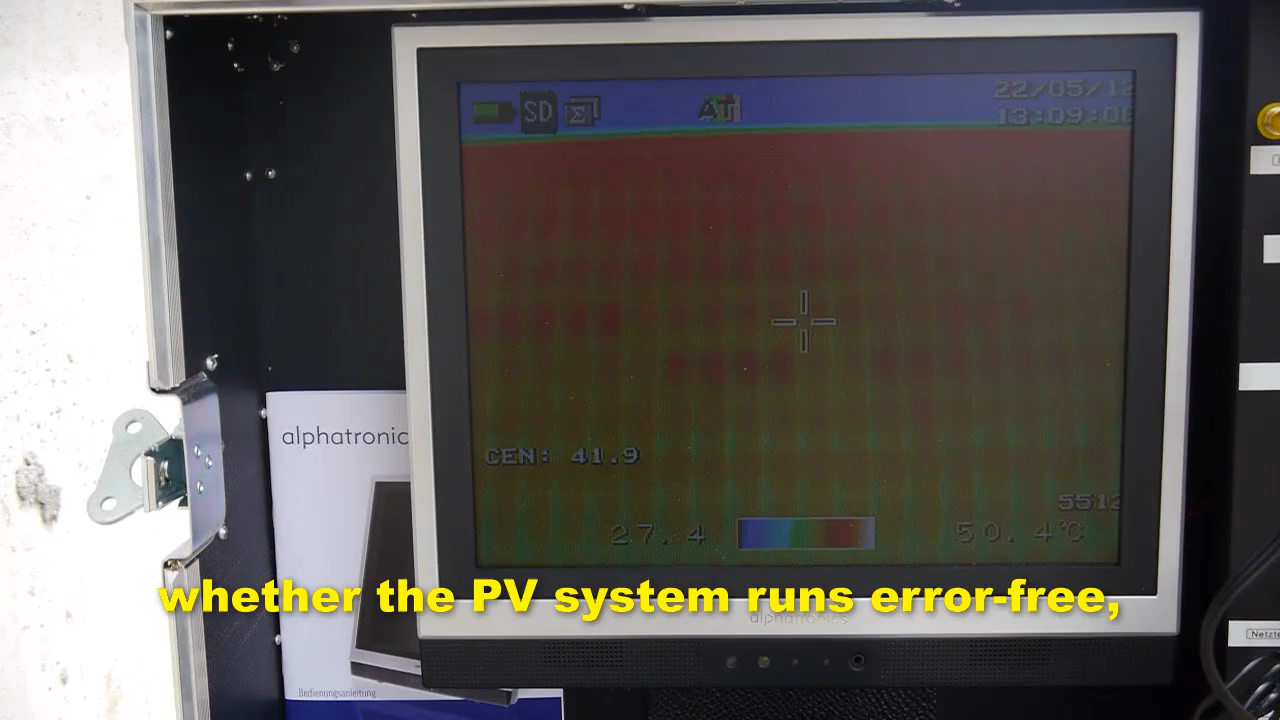 SD Σ AT 22/05/12
13:09:08
alphatronic
CEN: 41.9
5512
27.4 50.4℃
whether the PV system runs error-free,
alphatronics
Bedienungsanleitung